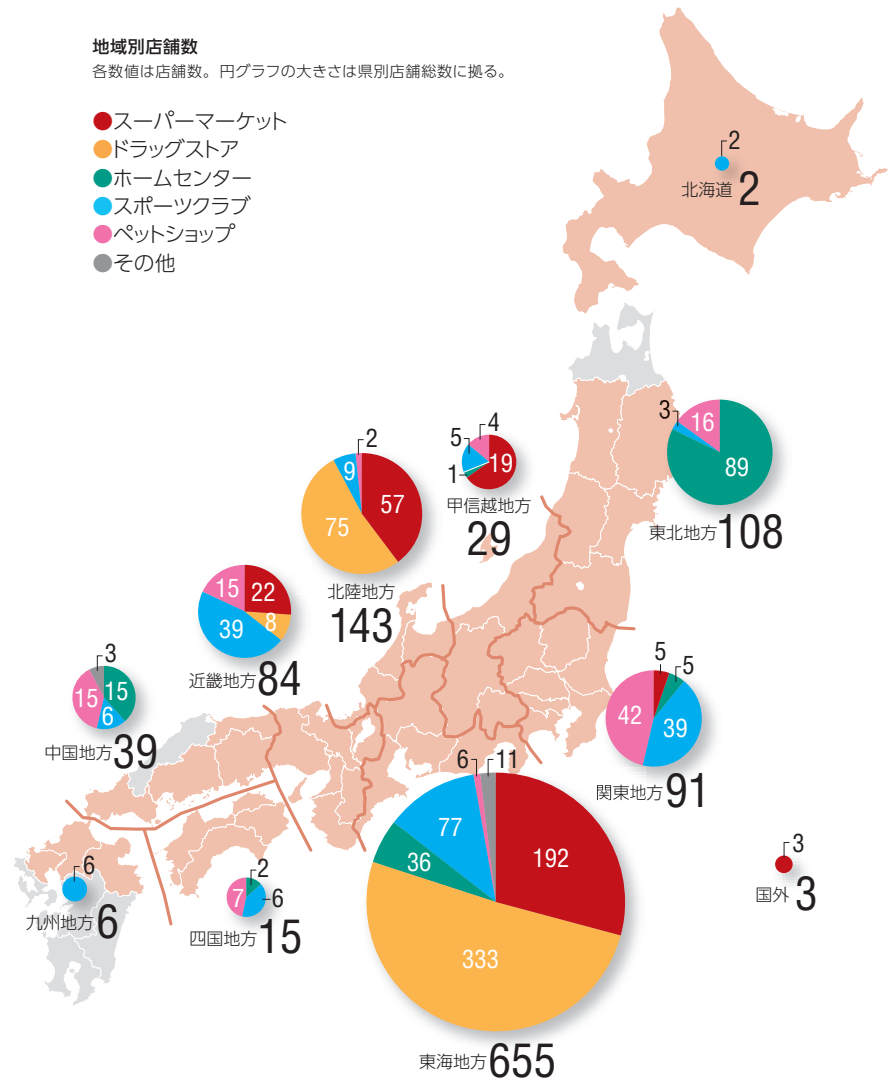 地域別店舗数
各数値は店舗数。円グラフの大きさは県別店舗総数に拠る。
スーパーマーケット
ドラッグストア
ホームセンター
スポーツクラブ
ペットショップ
その他
2
北海道 2
3
16
89
東北地方 108
5
4
1
19
甲信越地方
29
2
9
57
75
北陸地方
143
15
22
8
39
近畿地方 84
3
15
15
6
中国地方 39
5
5
42
39
関東地方 91
6
11
77
192
36
333
東海地方 655
3
国外 3
2
7
6
四国地方 15
6
九州地方 6